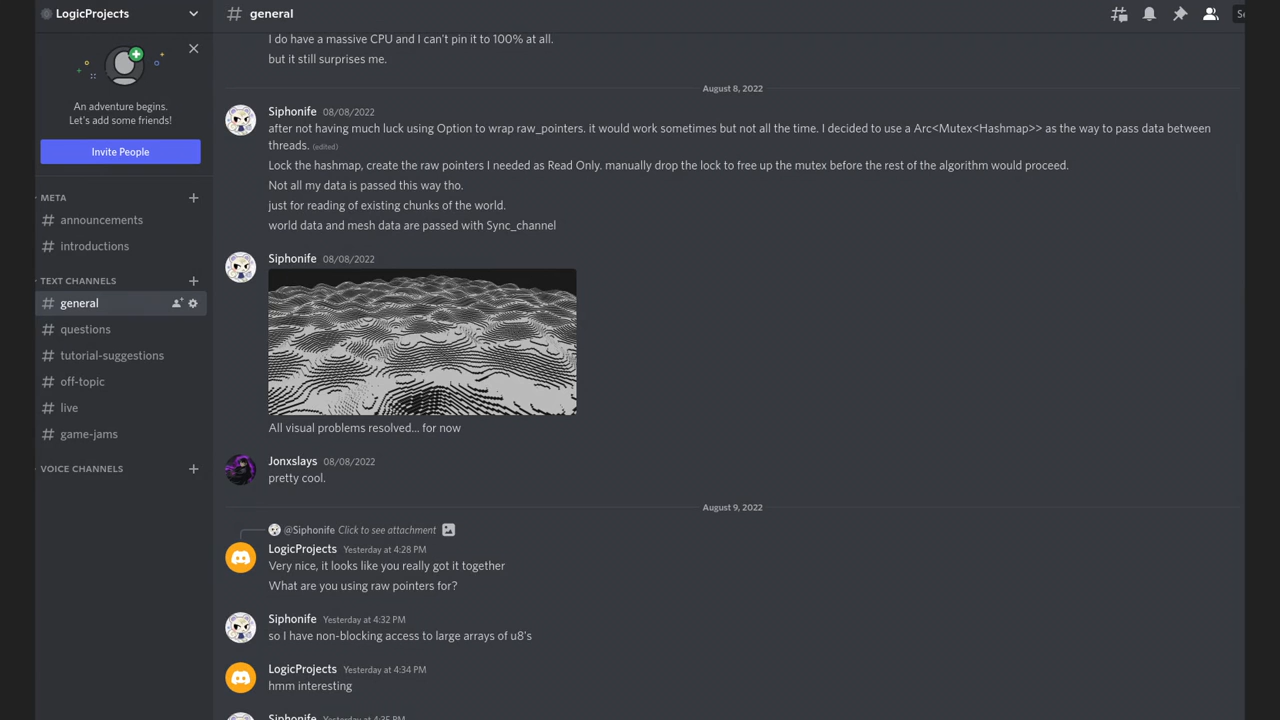 LogicProjects
An adventure begins.
Let's add some friends!
Invite People
META
announcements
introductions
TEXT CHANNELS
general
questions
tutorial-suggestions
off-topic
live
game-jams
VOICE CHANNELS
general
I do have a massive CPU and I can't pin it to 100% at all.
but it still surprises me.
August 8, 2022
Siphonife 08/08/2022
after not having much luck using Option to wrap raw_pointers. it would work sometimes but not all the time. I decided to use a Arc<Mutex<Hashmap>> as the way to pass data between
threads. (edited)
Lock the hashmap, create the raw pointers I needed as Read Only. manually drop the lock to free up the mutex before the rest of the algorithm would proceed.
Not all my data is passed this way tho.
just for reading of existing chunks of the world.
world data and mesh data are passed with Sync_channel
Siphonife 08/08/2022
All visual problems resolved... for now
Jonxslays 08/08/2022
pretty cool.
August 9, 2022
@Siphonife Click to see attachment
LogicProjects Yesterday at 4:28 PM
Very nice, it looks like you really got it together
What are you using raw pointers for?
Siphonife Yesterday at 4:32 PM
so I have non-blocking access to large arrays of u8's
LogicProjects Yesterday at 4:34 PM
hmm interesting
Siphonife Yesterday at 4:35 PM